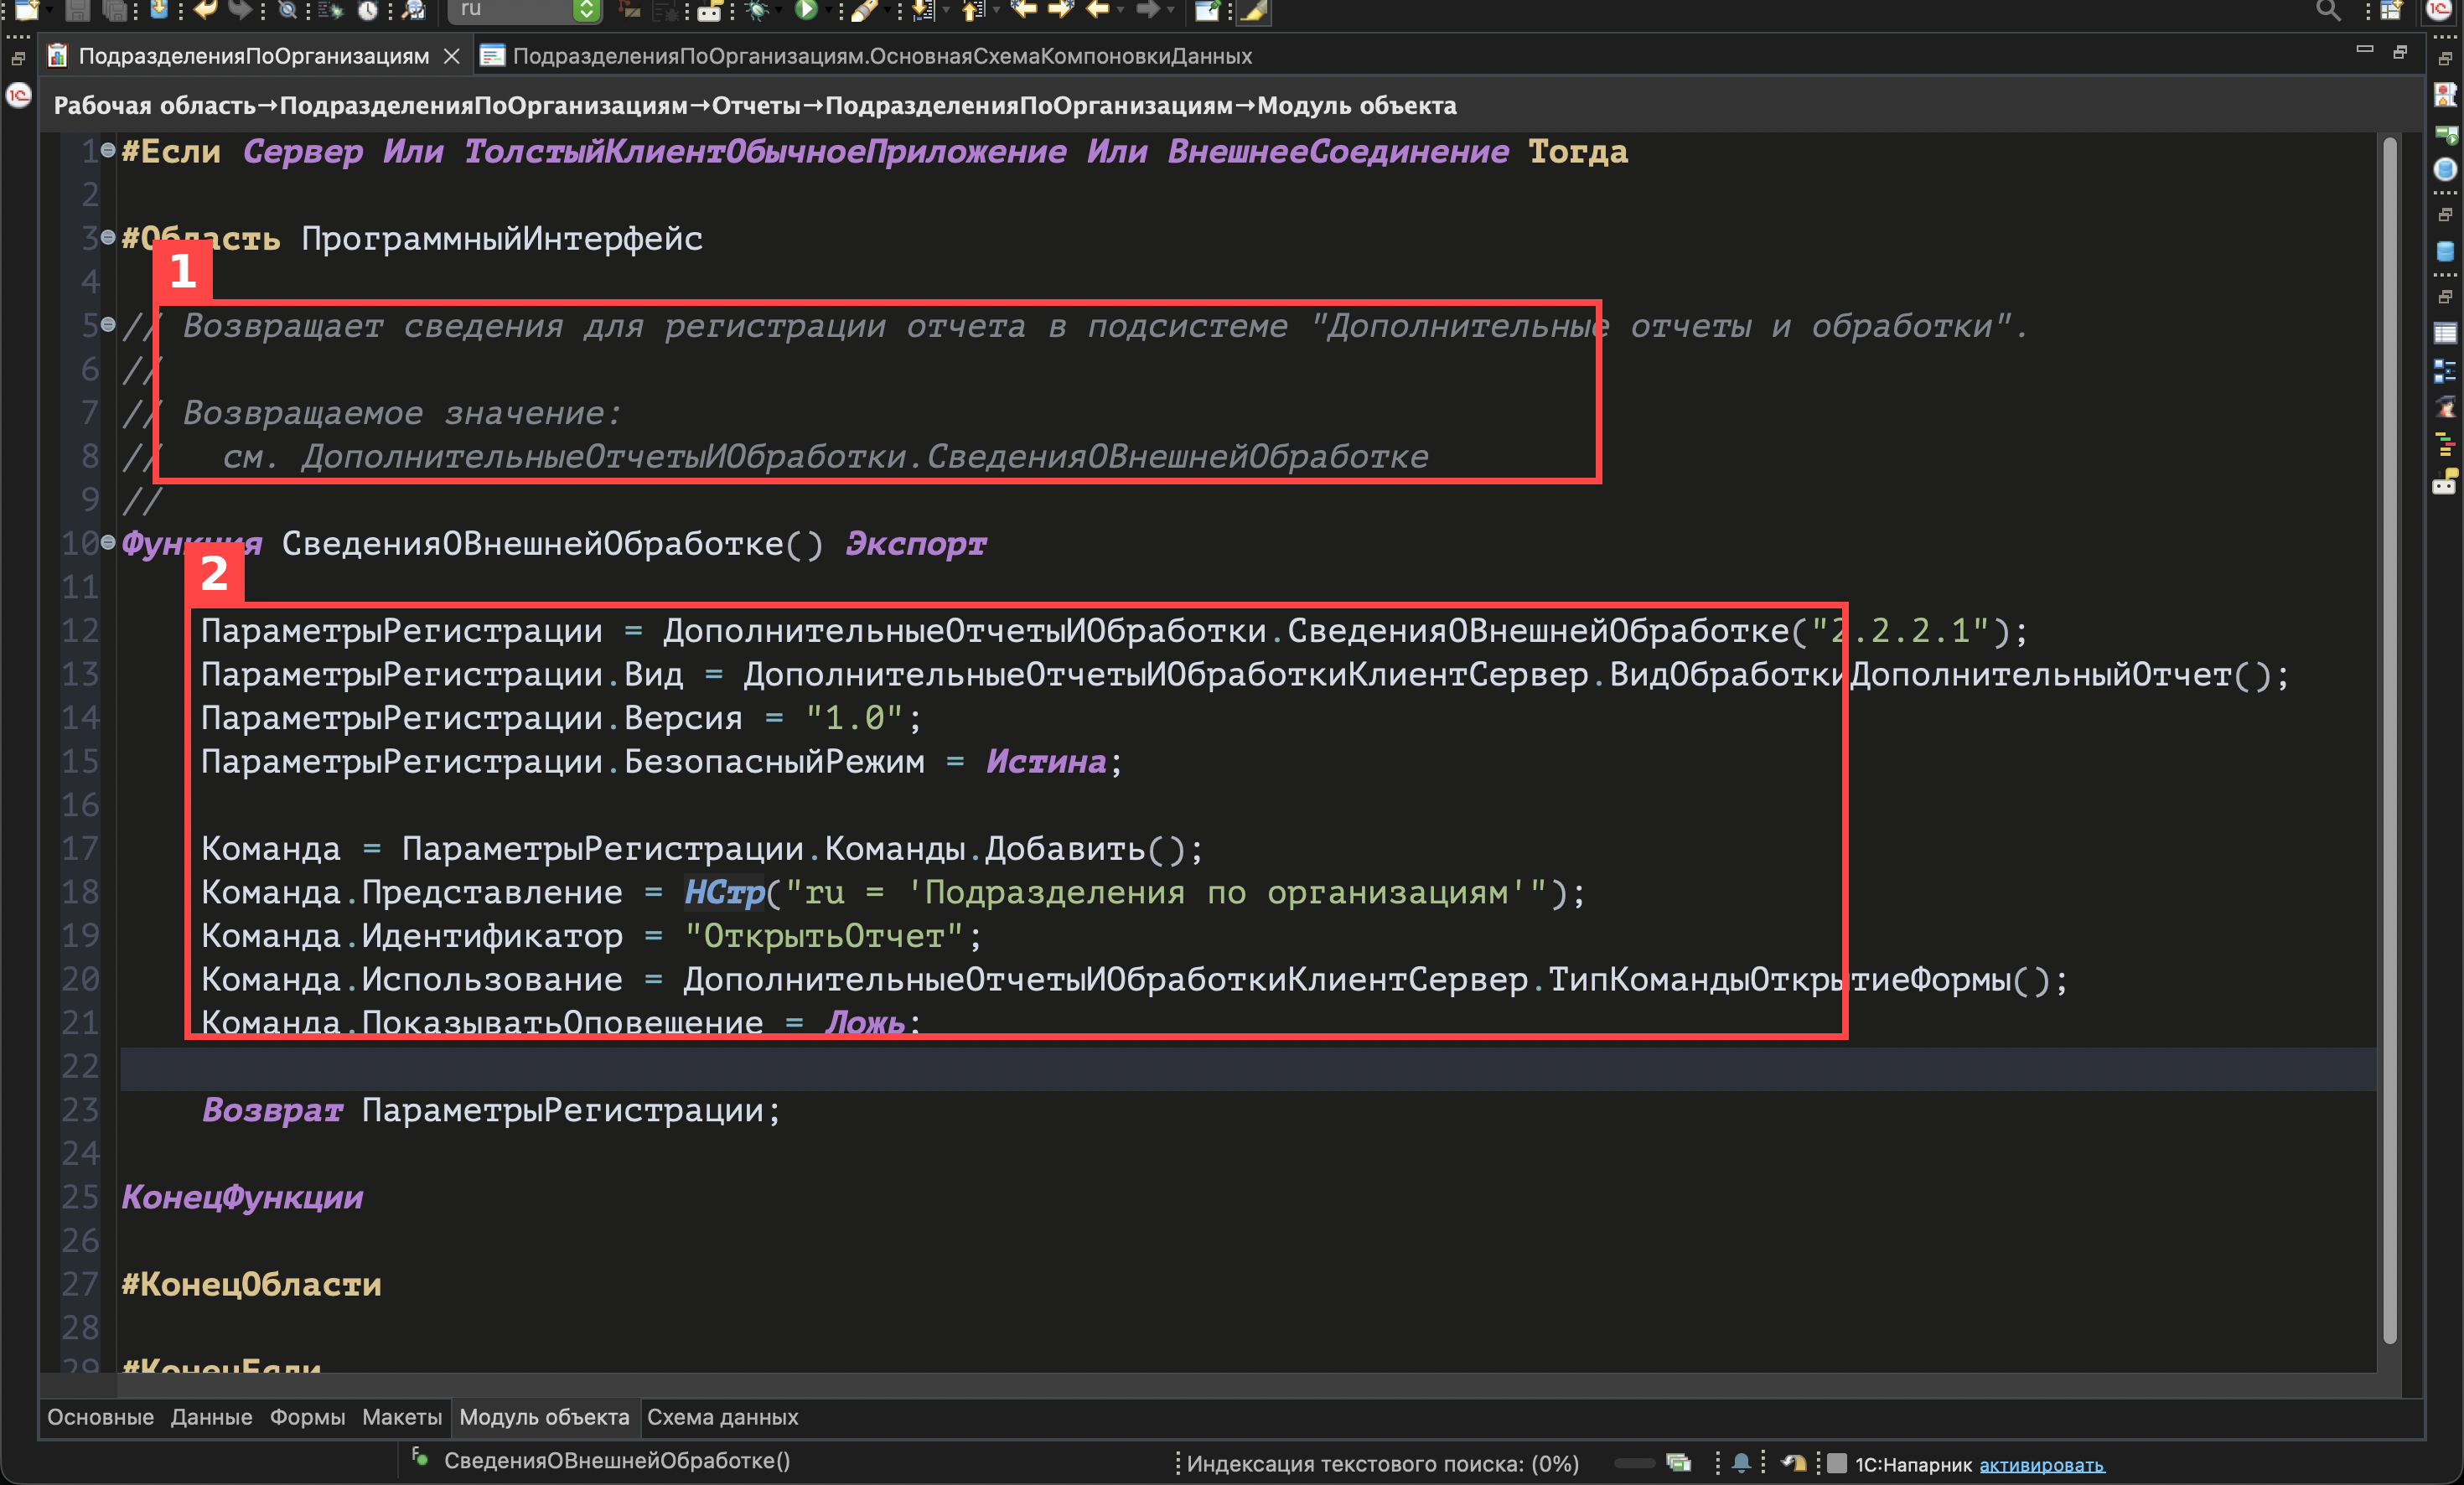 ru
ПодразделенияПоОрганизациям
ПодразделенияПоОрганизациям.ОсновнаяСхемаКомпоновкиДанных
Рабочая область→ПодразделенияПоОрганизациям→Отчеты→ПодразделенияПоОрганизациям→Модуль объекта
1 #Если Сервер Или ТолстыйКлиентОбычноеПриложение Или ВнешнееСоединение Тогда
2
3 #Область ПрограммныйИнтерфейс
1
4
5 // Возвращает сведения для регистрации отчета в подсистеме "Дополнительные отчеты и обработки".
6 //
7 // Возвращаемое значение:
8 //   см. ДополнительныеОтчетыИОбработки.СведенияОВнешнейОбработке
9 //
10 Функция СведенияОВнешнейОбработке() Экспорт
2
11
12     ПараметрыРегистрации = ДополнительныеОтчетыИОбработки.СведенияОВнешнейОбработке("2.2.2.1");
13     ПараметрыРегистрации.Вид = ДополнительныеОтчетыИОбработкиКлиентСервер.ВидОбработкиДополнительныйОтчет();
14     ПараметрыРегистрации.Версия = "1.0";
15     ПараметрыРегистрации.БезопасныйРежим = Истина;
16
17     Команда = ПараметрыРегистрации.Команды.Добавить();
18     Команда.Представление = НСтр("ru = 'Подразделения по организациям'");
19     Команда.Идентификатор = "ОткрытьОтчет";
20     Команда.Использование = ДополнительныеОтчетыИОбработкиКлиентСервер.ТипКомандыОткрытиеФормы();
21     Команда.ПоказыватьОповещение = Ложь;
22
23     Возврат ПараметрыРегистрации;
24
25 КонецФункции
26
27 #КонецОбласти
28
29 #КонецЕсли
Основные Данные Формы Макеты Модуль объекта Схема данных
СведенияОВнешнейОбработке()
Индексация текстового поиска: (0%)
1С:Напарник активировать